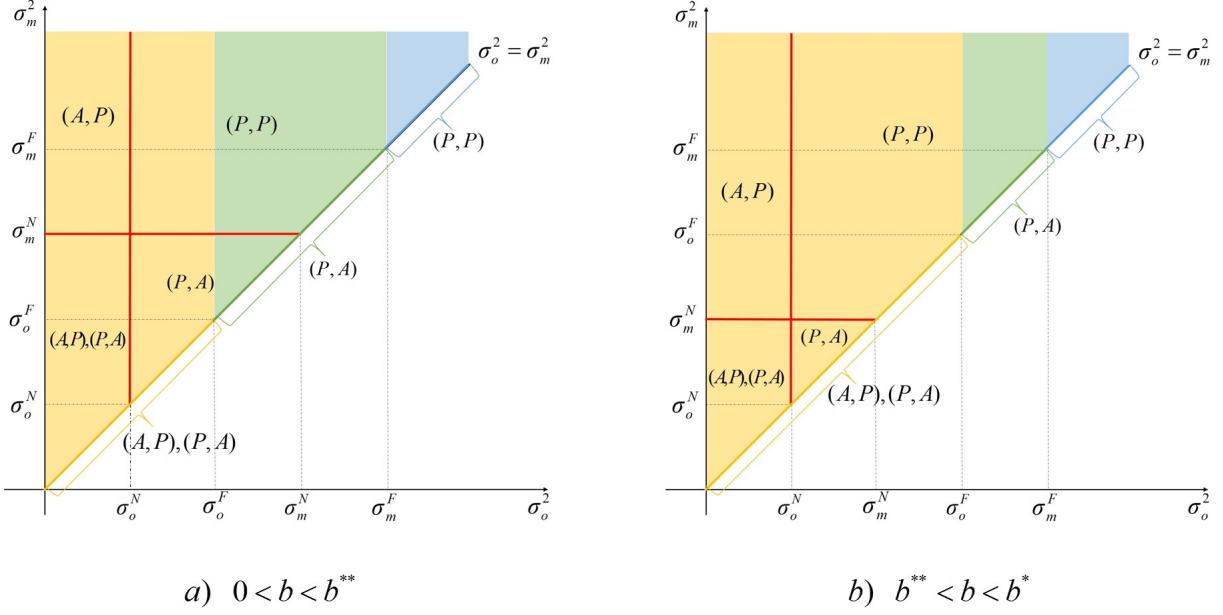 σ_m^2
σ_o^2 = σ_m^2
(A, P)
(P, P)
(P, P)
σ_m^F
σ_m^N
(P, A)
(P, A)
σ_o^F
(A,P),(P,A)
σ_o^N
(A, P), (P, A)
σ_o^N
σ_o^F
σ_m^N
σ_m^F
σ_o^2
a) 0 < b < b^{**}
σ_m^2
σ_o^2 = σ_m^2
(P, P)
(P, P)
σ_m^F
(A, P)
σ_o^F
(P, A)
σ_m^N
(P, A)
(A,P),(P,A)
(A, P), (P, A)
σ_o^N
σ_o^N
σ_m^N
σ_o^F
σ_m^F
σ_o^2
b) b^{**} < b < b^*